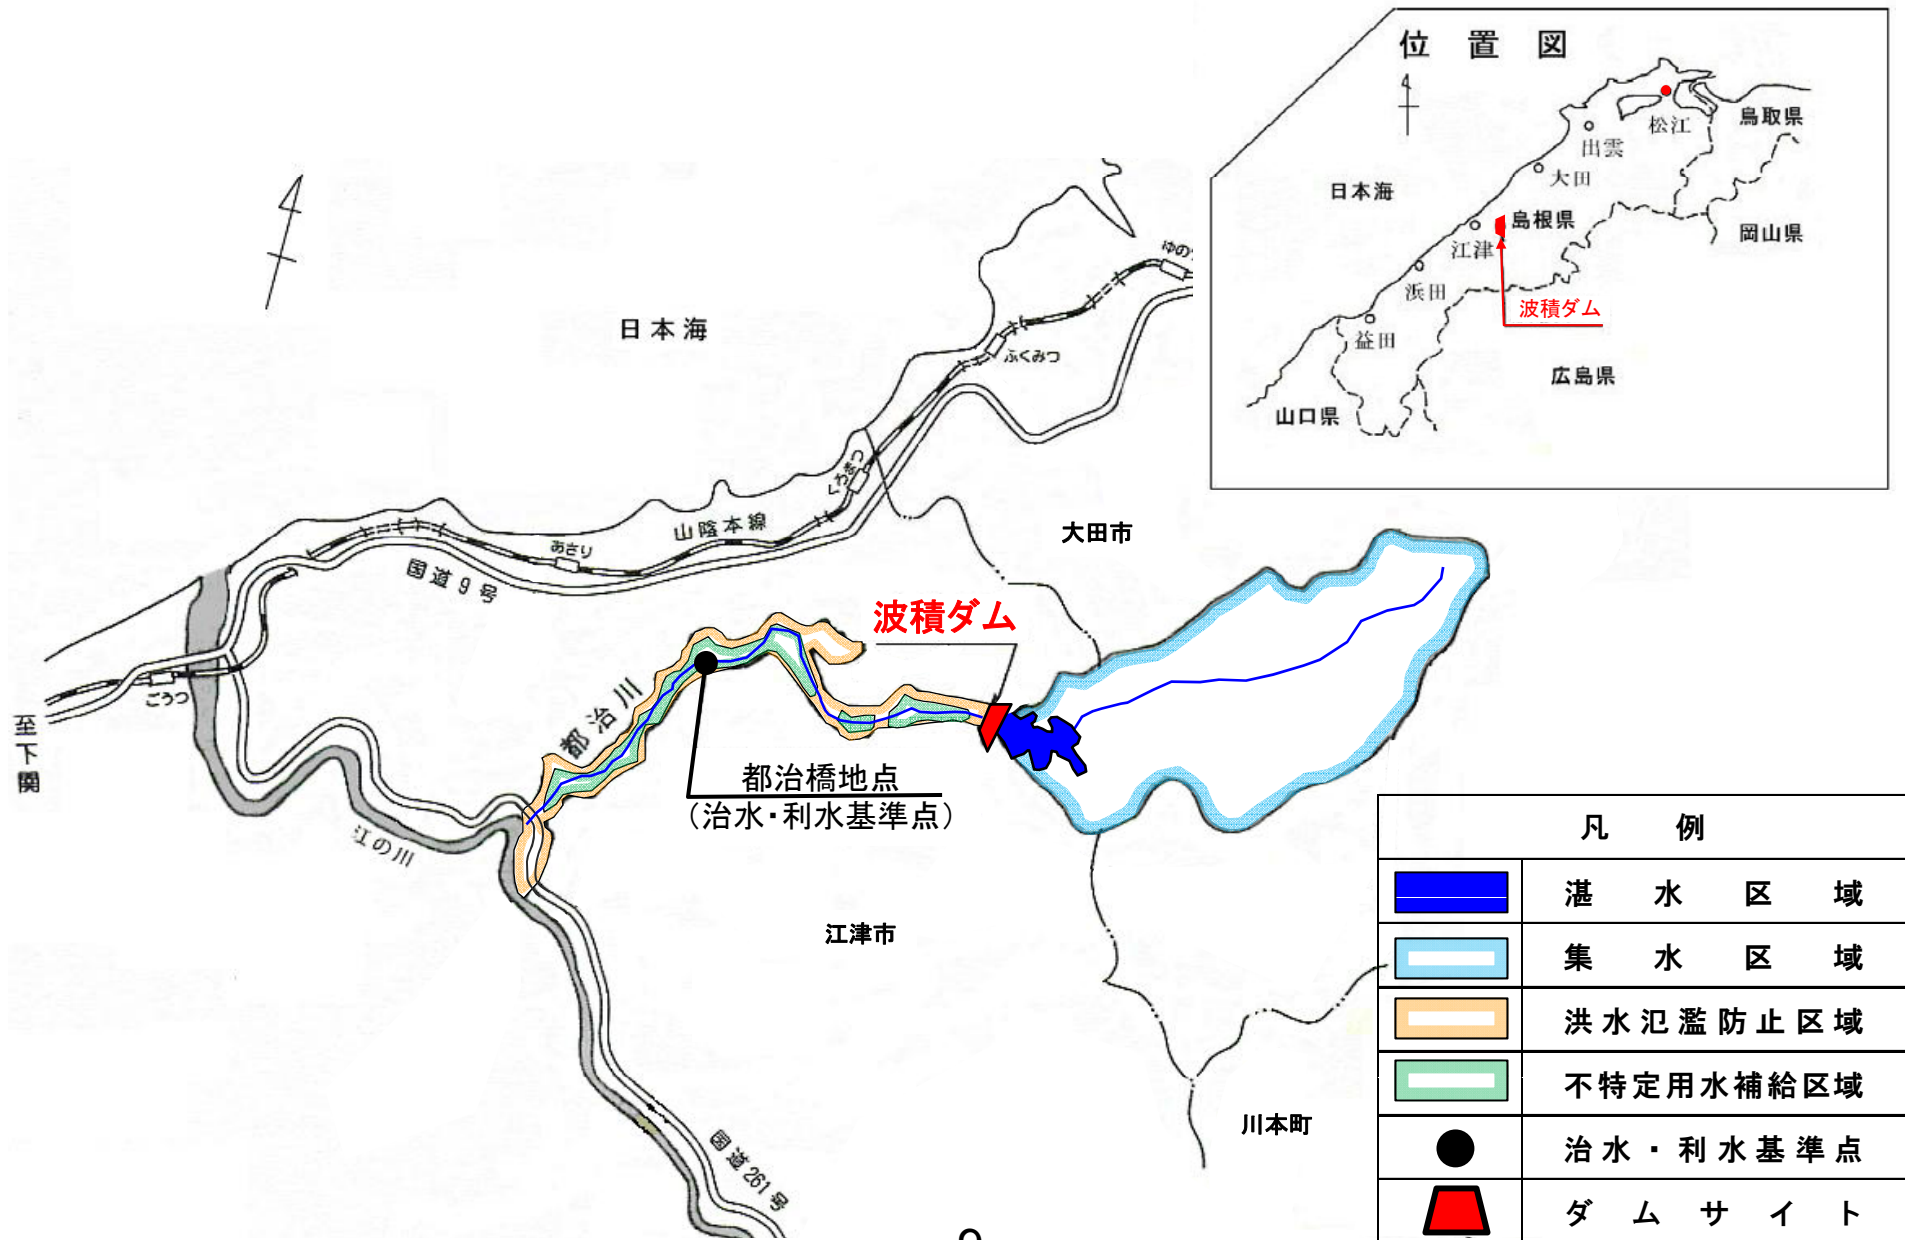 位置図
鳥取県
松江
出雲
大田
日本海
島根県
岡山県
江津
浜田
波積ダム
益田
広島県
山口県
日本海
ふくみつ
くろまつ
山陰本線
大田市
あさり
国道9号
波積ダム
都治川
ごうつ
至下関
都治橋地点
(治水・利水基準点)
江の川
江津市
川本町
国道261号
凡例
湛水区域
集水区域
洪水氾濫防止区域
不特定用水補給区域
治水・利水基準点
ダムサイト